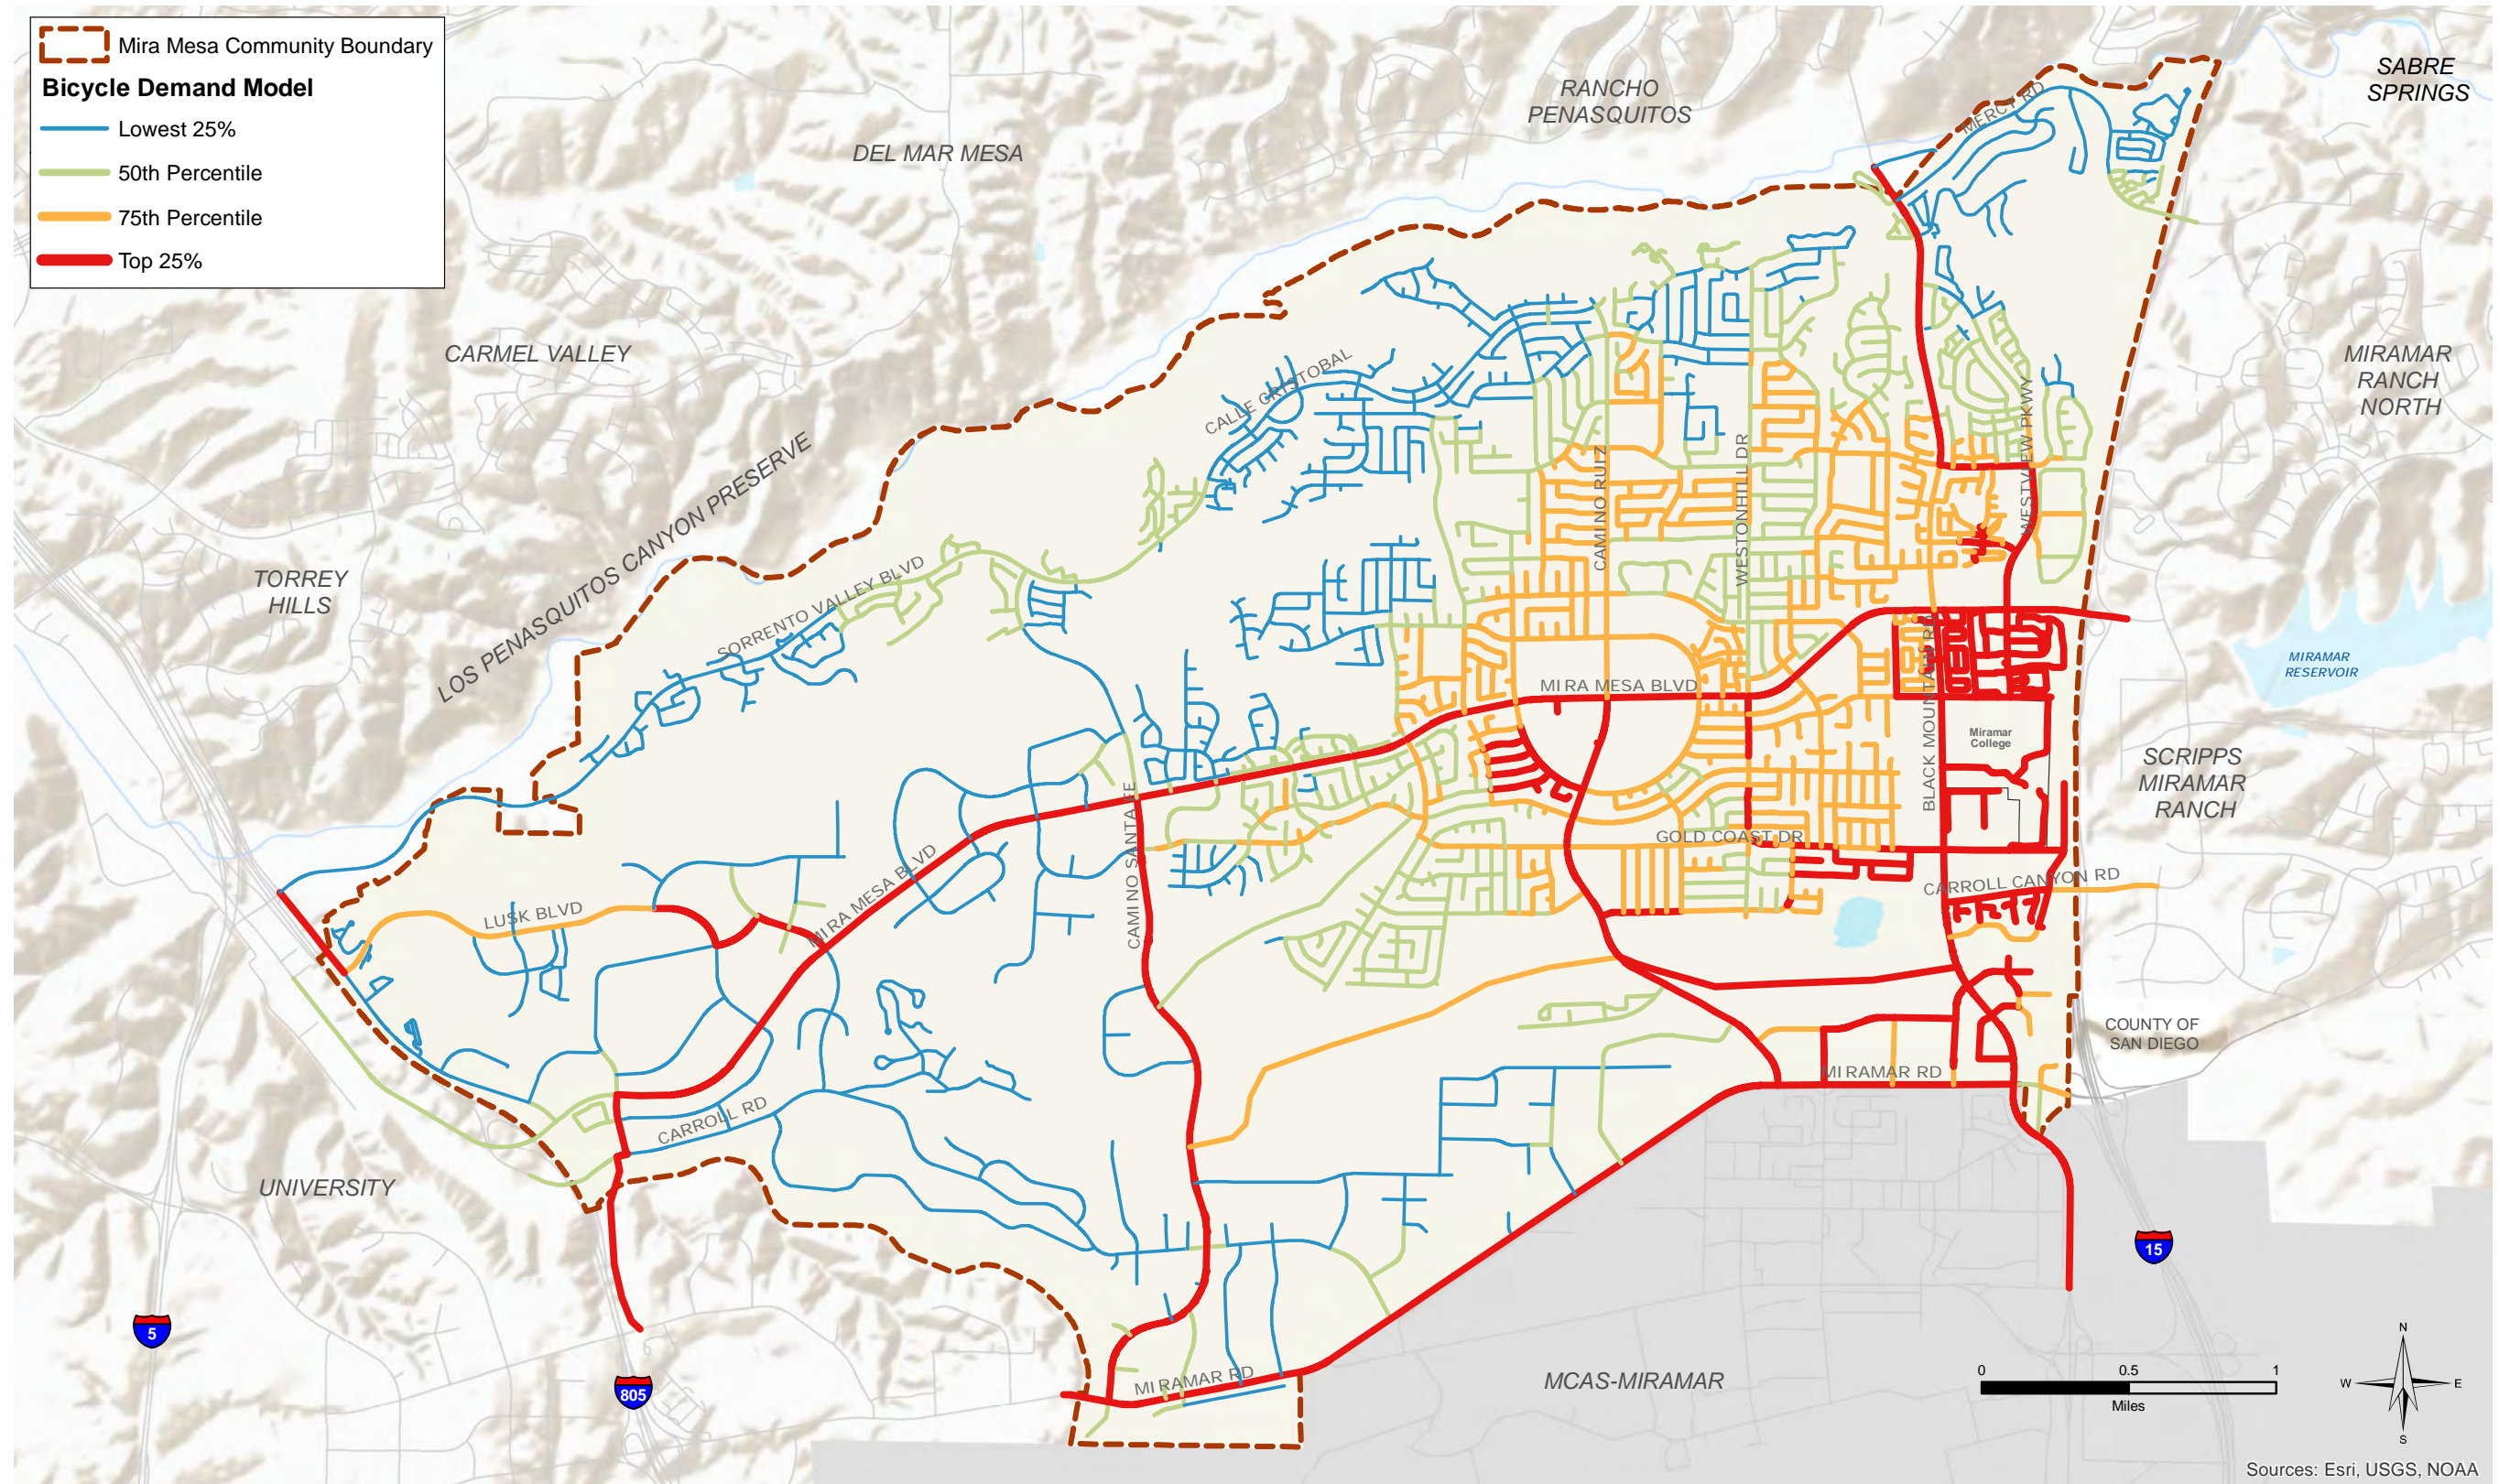 Mira Mesa Community Boundary
Bicycle Demand Model
Lowest 25%
50th Percentile
75th Percentile
Top 25%
SABRE
SPRINGS
RANCHO
PENASQUITOS
MERCY RD
DEL MAR MESA
CARMEL VALLEY
MIRAMAR
RANCH
NORTH
CALLE CRISTOBAL
WESTVIEW PKWY
LOS PENASQUITOS CANYON PRESERVE
CAMINO RUIZ
WESTONHILL DR
TORREY
HILLS
SORRENTO VALLEY BLVD
MIRAMAR
RESERVOIR
MIRA MESA BLVD
BLACK MOUNTAIN RD
Miramar
College
SCRIPPS
MIRAMAR
RANCH
CAMINO SANTA FE
GOLD COAST DR
MIRA MESA BLVD
CARROLL CANYON RD
LUSK BLVD
COUNTY OF
SAN DIEGO
MIRAMAR RD
CARROLL RD
UNIVERSITY
15
5
805
MIRAMAR RD
MCAS-MIRAMAR
0 0.5 1
Miles
N
W E
S
Sources: Esri, USGS, NOAA